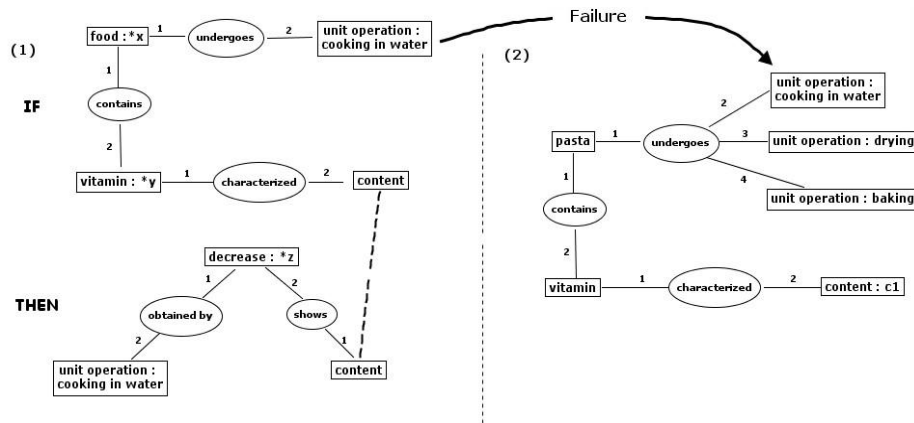 Failure
(1)
food :*x
1
undergoes
2
unit operation :
cooking in water
1
IF
contains
2
vitamin : *y
1
characterized
2
content
decrease : *z
1
2
THEN
obtained by
shows
2
1
unit operation :
cooking in water
content
(2)
unit operation :
cooking in water
2
pasta
1
undergoes
3
unit operation : drying
1
4
contains
unit operation : baking
2
vitamin
1
characterized
2
content : c1